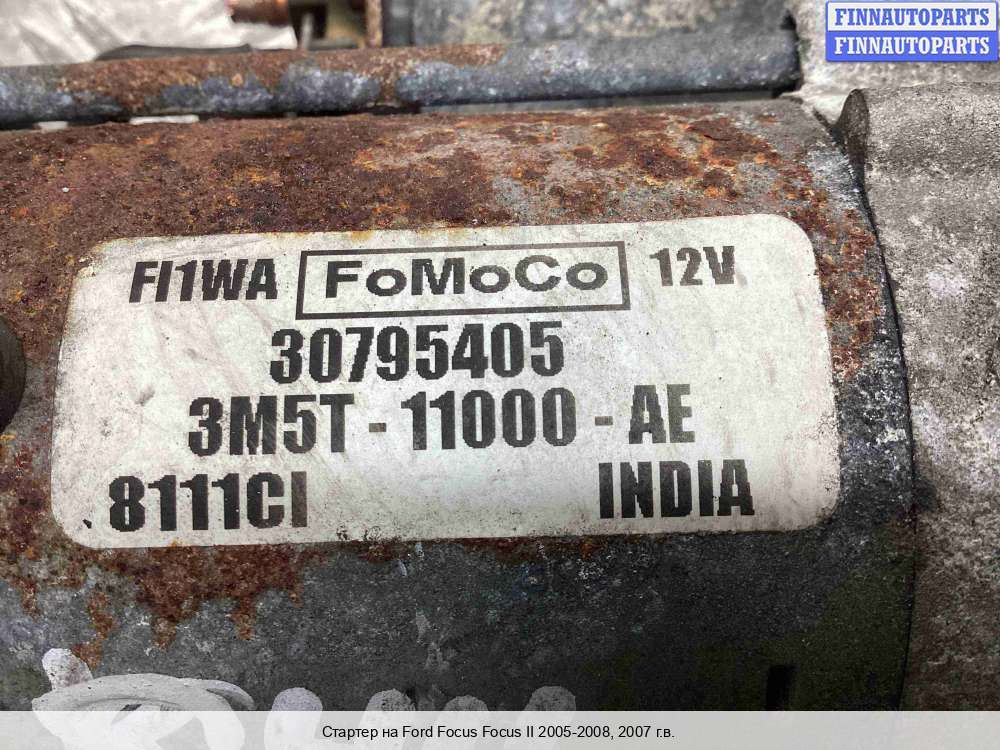 FINNAUTOPARTS
FINNAUTOPARTS
FI1WA FoMoCo 12V
30795405
3M5T-11000-AE
8111CI INDIA
Стартер на Ford Focus Focus II 2005-2008, 2007 г.в.